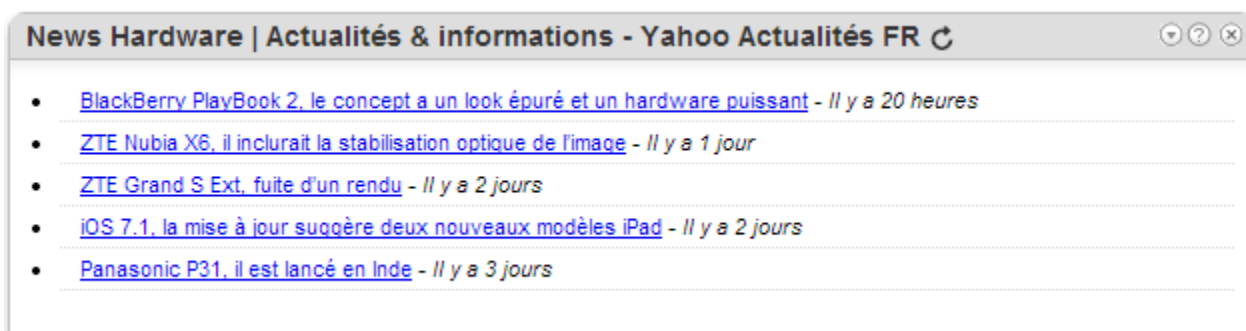 News Hardware | Actualités & informations - Yahoo Actualités FR
BlackBerry PlayBook 2, le concept a un look épuré et un hardware puissant - Il y a 20 heures
ZTE Nubia X6, il inclurait la stabilisation optique de l'image - Il y a 1 jour
ZTE Grand S Ext, fuite d'un rendu - Il y a 2 jours
iOS 7.1, la mise à jour suggère deux nouveaux modèles iPad - Il y a 2 jours
Panasonic P31, il est lancé en Inde - Il y a 3 jours